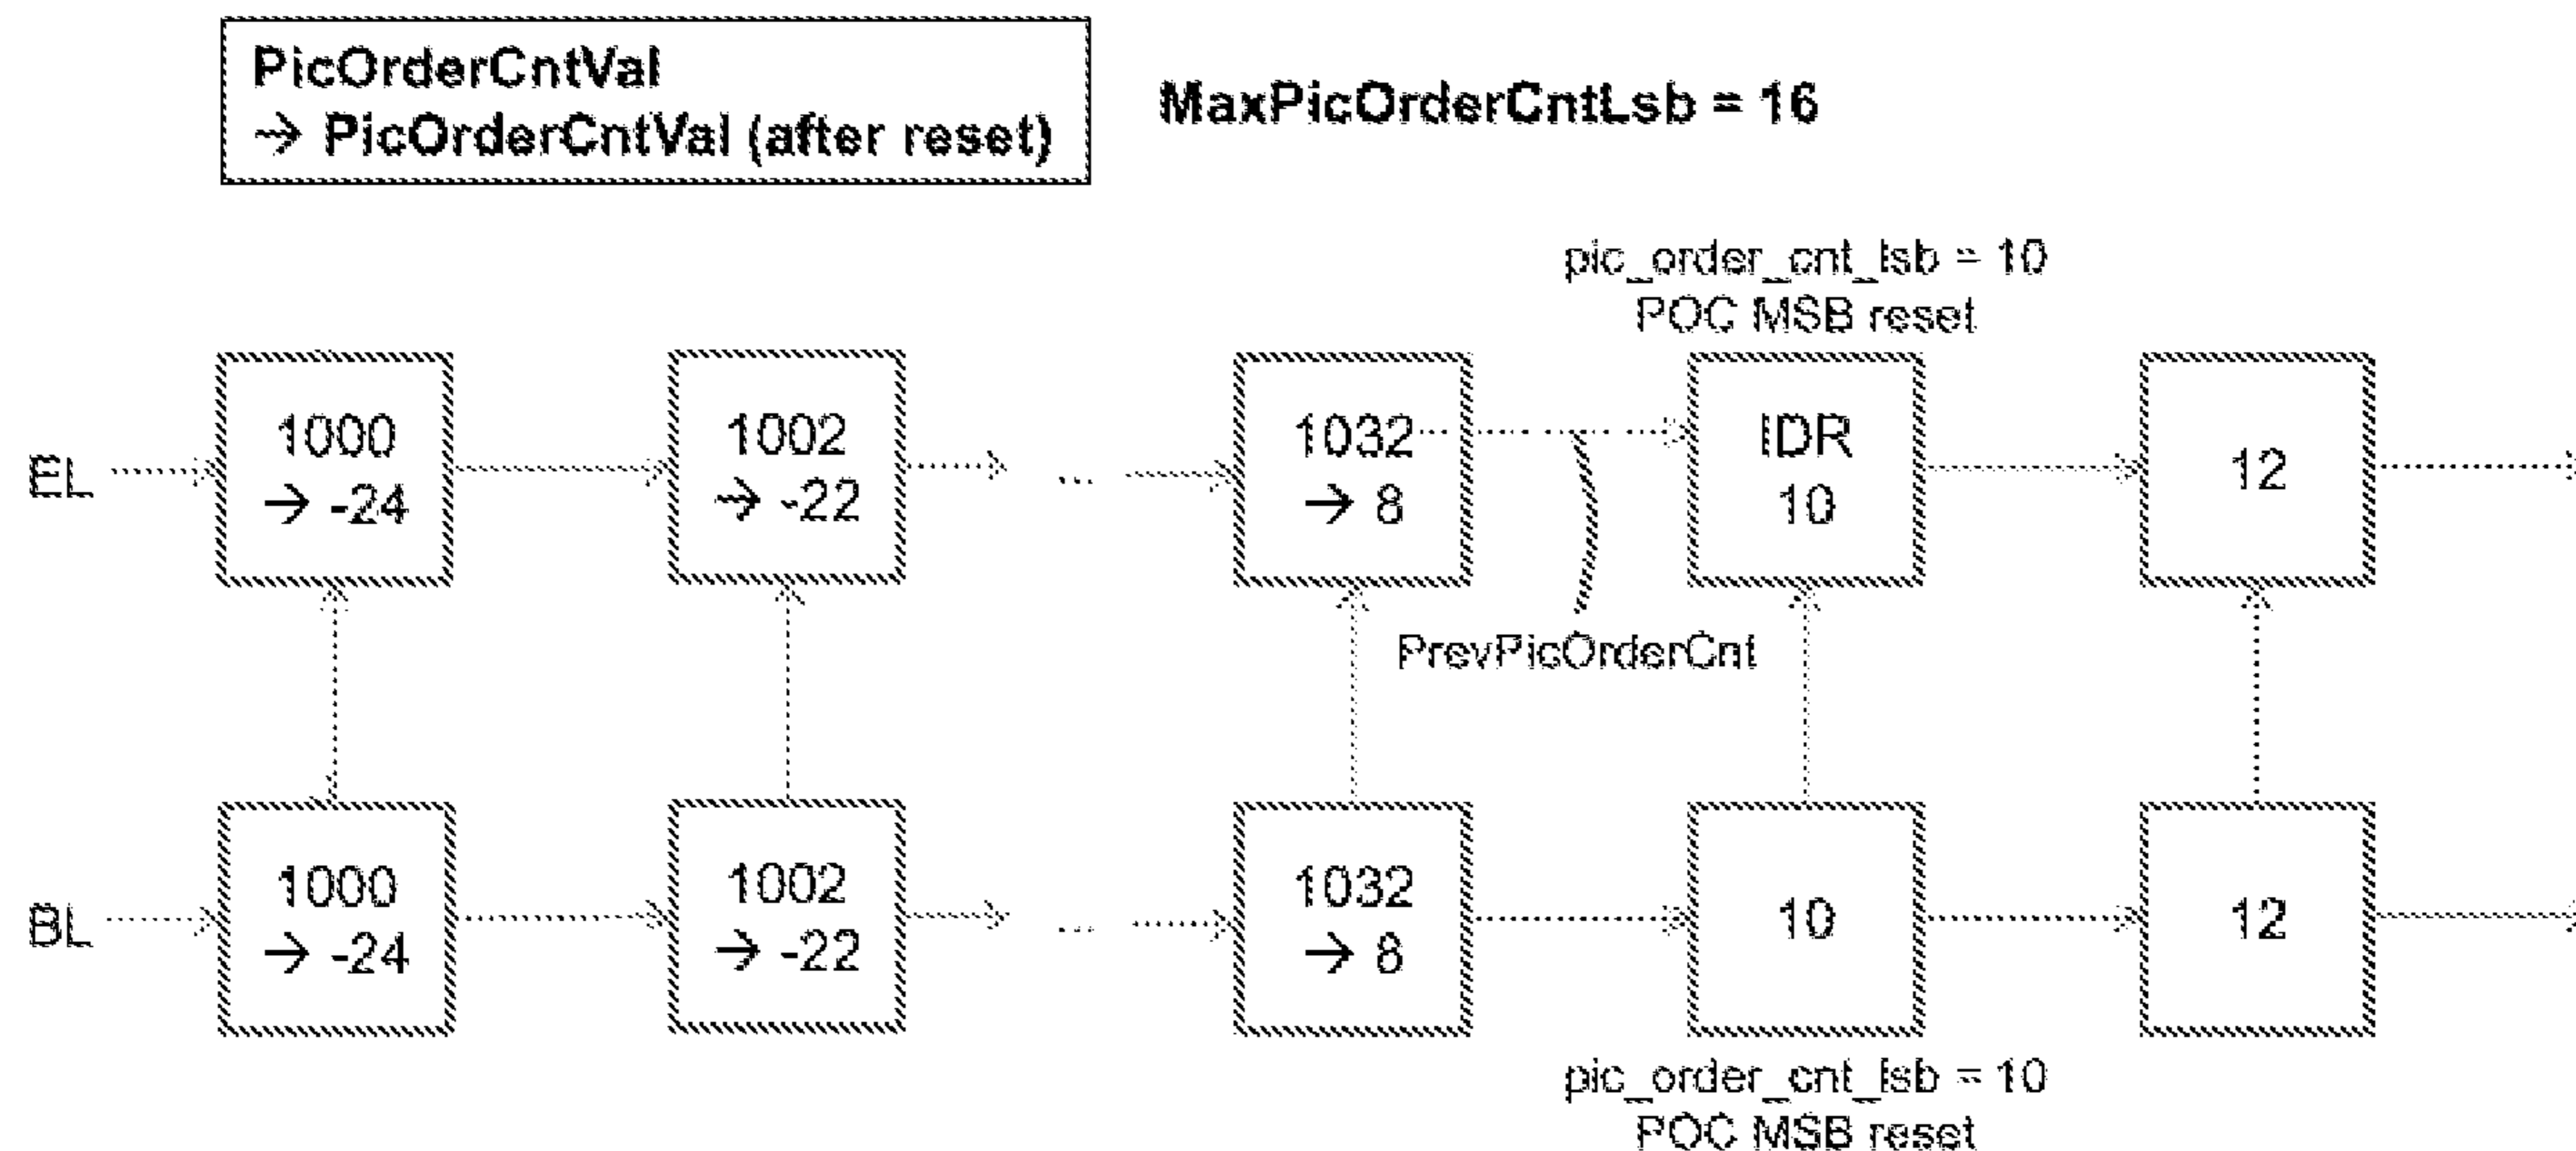 PicOrderCntVal
→ PicOrderCntVal (after reset)
MaxPicOrderCntLsb = 16
pic_order_cnt_lsb = 10
POC MSB reset
EL
1000
→ -24
1002
→ -22
...
1032
→ 8
IDR
10
12
PrevPicOrderCnt
BL
1000
→ -24
1002
→ -22
...
1032
→ 8
10
12
pic_order_cnt_lsb = 10
POC MSB reset